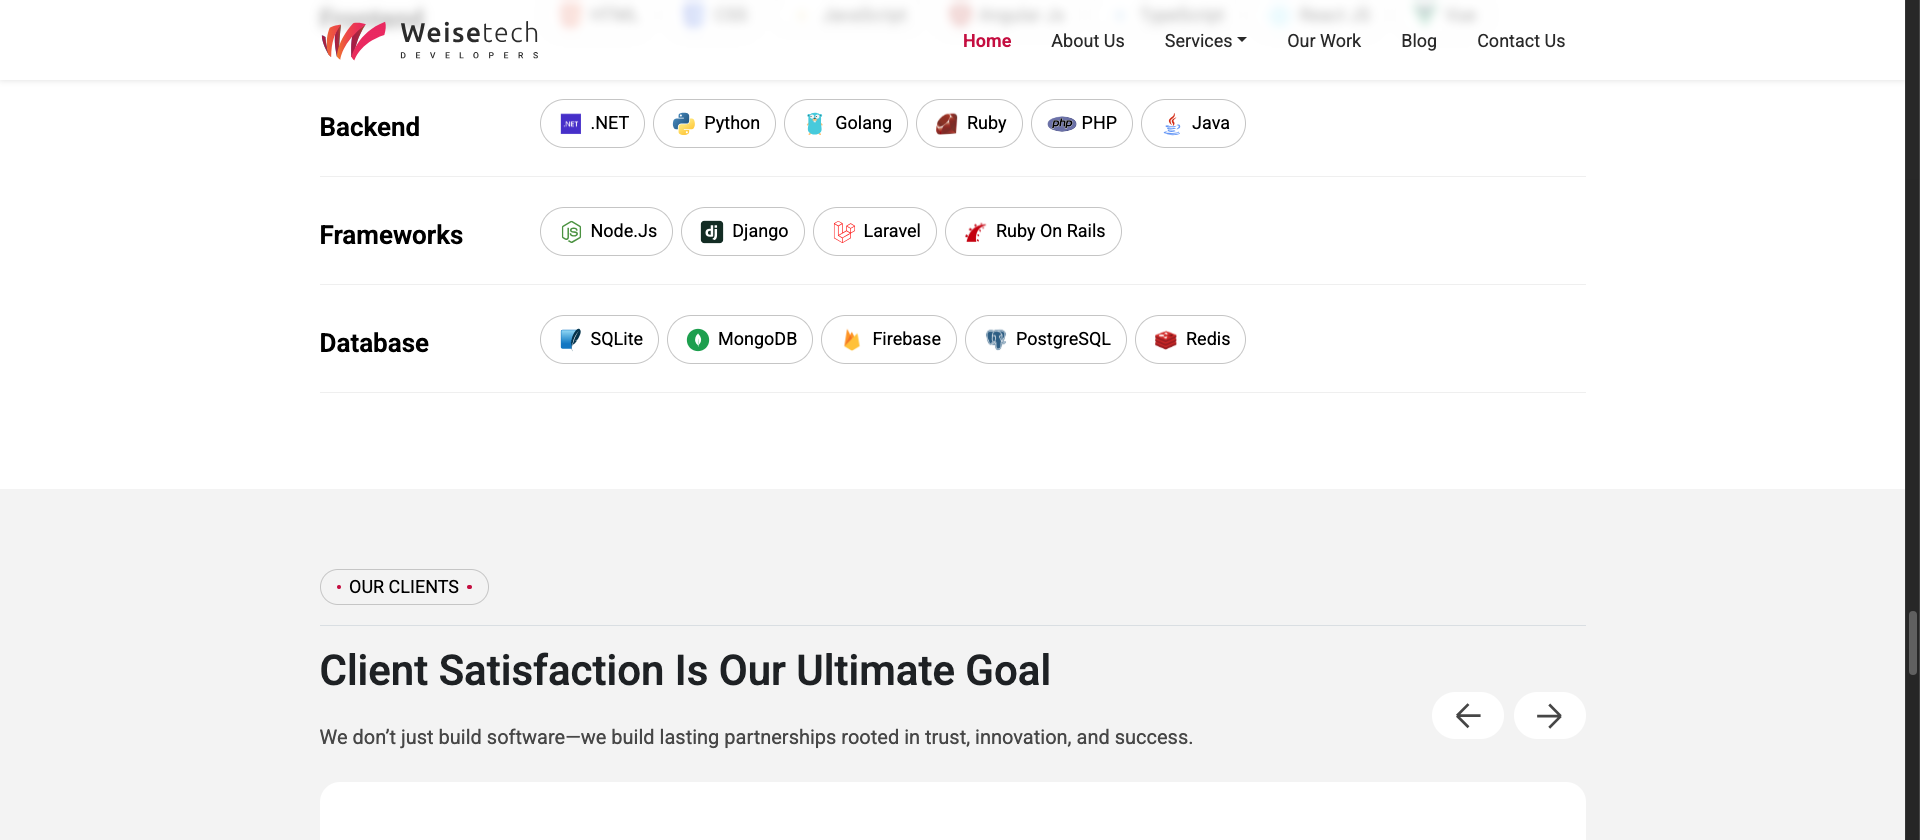 Weisetech
DEVELOPERS
Home About Us Services Our Work Blog Contact Us
Backend .NET Python Golang Ruby PHP Java
Frameworks Node.Js Django Laravel Ruby On Rails
Database SQLite MongoDB Firebase PostgreSQL Redis
• OUR CLIENTS •
Client Satisfaction Is Our Ultimate Goal
We don’t just build software—we build lasting partnerships rooted in trust, innovation, and success.